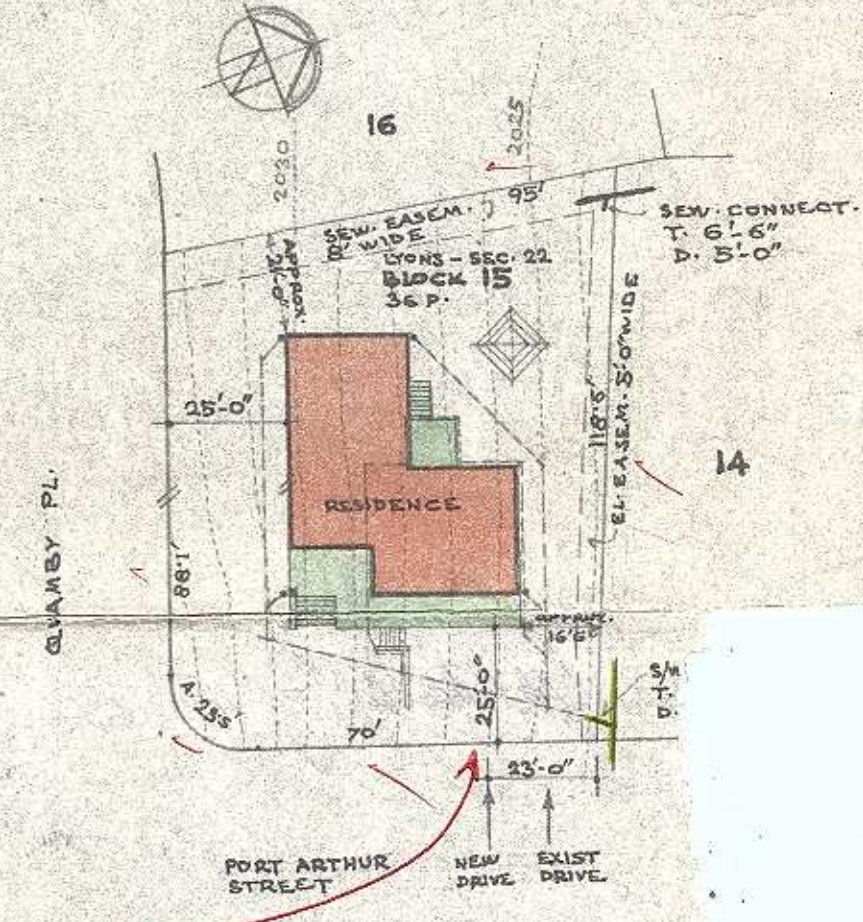 16
2030
2025
95'
SEW. EASEM.
8' WIDE
SEW. CONNECT.
T. 6'-6"
D. 5'-0"
LYONS - SEC. 22
BLOCK 15
36 P.
APPROX.
21'-0"
25'-0"
118'5'
EL. EASEM. 5'-0" WIDE
14
RESIDENCE
QUAMBY PL.
88'1'
APPROX.
16'6"
S/W
T.
D.
A. 23'5'
25'-0"
70'
23'-0"
PORT ARTHUR
STREET
NEW
DRIVE
EXIST
DRIVE